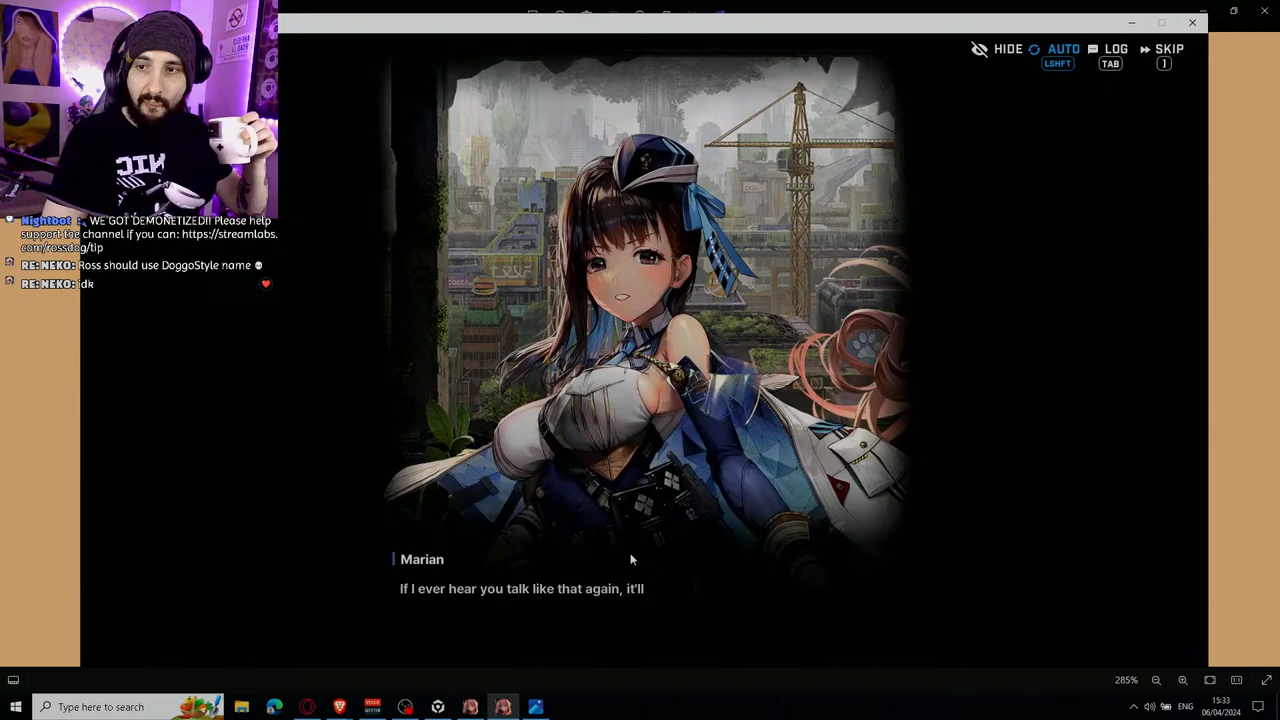 HIDE AUTO LOG SKIP
LSHFT TAB ]
Nightbot : WE GOT DEMONETIZED!! Please help
support the channel if you can: https://streamlabs.
com/rossdog/tip
RE: NEKO: Ross should use DoggoStyle name
RE: NEKO: idk
Marian
If I ever hear you talk like that again, it'll
285%
Type here to search
ENG
15:33
06/04/2024